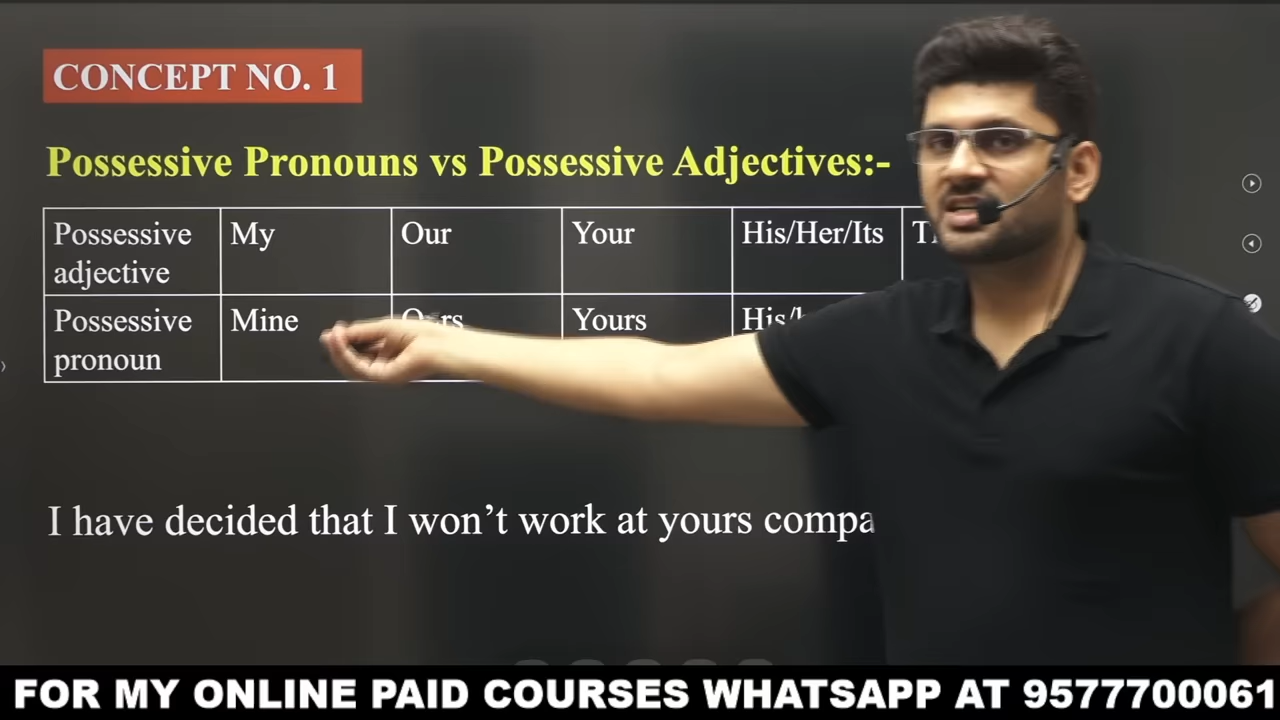 CONCEPT NO. 1
Possessive Pronouns vs Possessive Adjectives:-
Possessive adjective
My
Our
Your
His/Her/Its
Possessive pronoun
Mine
Ours
Yours
I have decided that I won’t work at yours
FOR MY ONLINE PAID COURSES WHATSAPP AT 9577700061